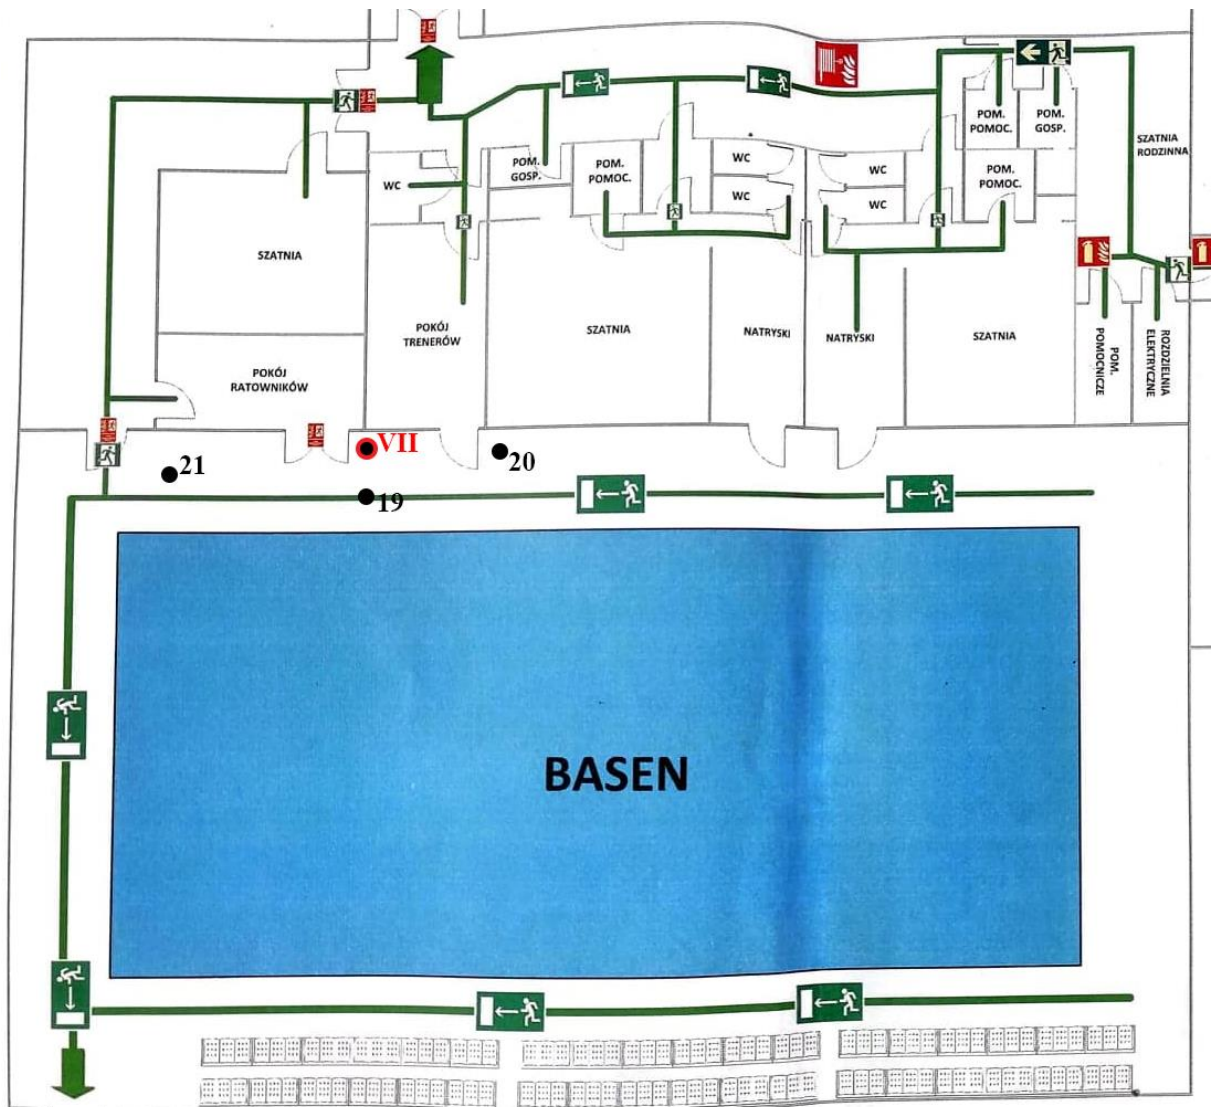 POM.
POMOC.
POM.
GOSP.
SZATNIA
RODZINNA
WC
POM.
GOSP.
POM.
POMOC.
WC
WC
WC
WC
POM.
POMOC.
SZATNIA
POKÓJ
TRENERÓW
SZATNIA
NATRYSKI
NATRYSKI
SZATNIA
POM.
POMOCNICZE
ROZDZIELNIA
ELEKTRYCZNE
POKÓJ
RATOWNIKÓW
VII
20
21
19
BASEN